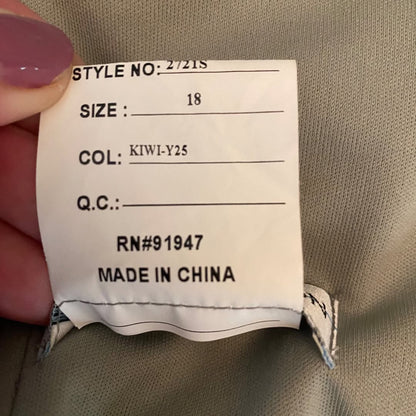 STYLE NO: 2721S
SIZE : 18
COL: KIWI-Y25
Q.C.:
RN#91947
MADE IN CHINA